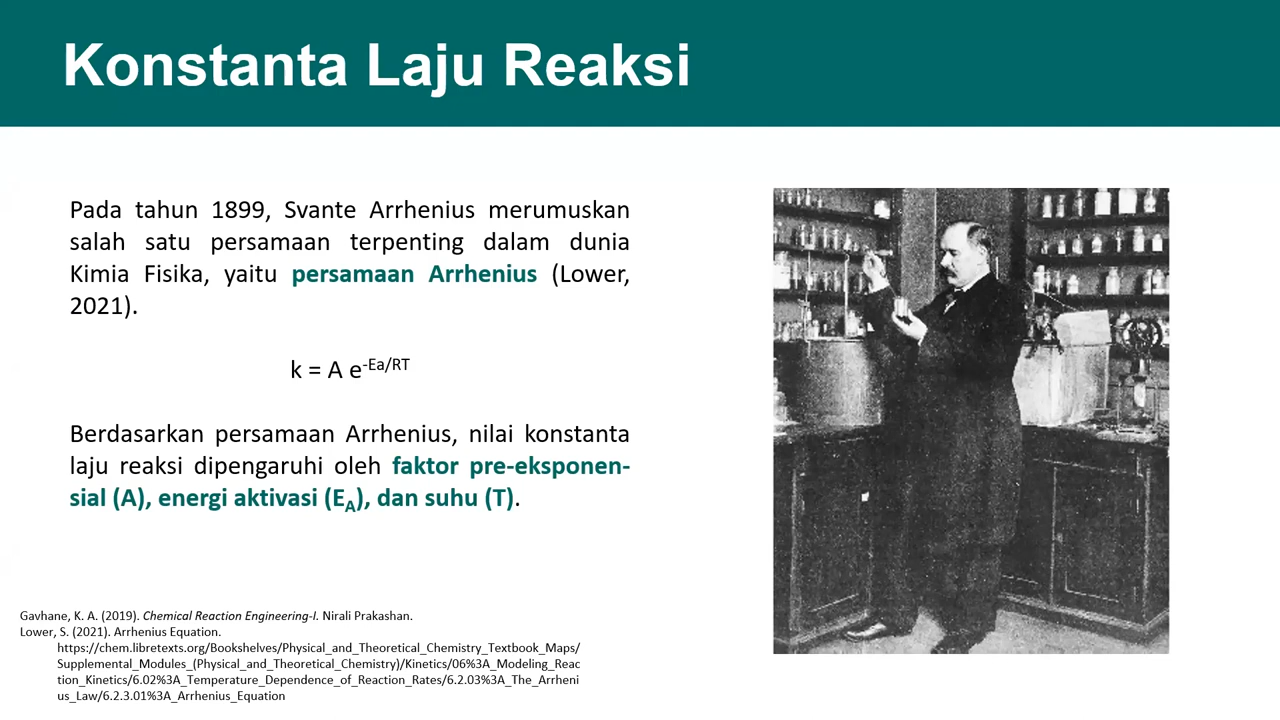 Konstanta Laju Reaksi
Pada tahun 1899, Svante Arrhenius merumuskan
salah satu persamaan terpenting dalam dunia
Kimia Fisika, yaitu persamaan Arrhenius (Lower,
2021).
k = A e-Ea/RT
Berdasarkan persamaan Arrhenius, nilai konstanta
laju reaksi dipengaruhi oleh faktor pre-eksponen-
sial (A), energi aktivasi (EA), dan suhu (T).
Gavhane, K. A. (2019). Chemical Reaction Engineering-I. Nirali Prakashan.
Lower, S. (2021). Arrhenius Equation.
https://chem.libretexts.org/Bookshelves/Physical_and_Theoretical_Chemistry_Textbook_Maps/
Supplemental_Modules_(Physical_and_Theoretical_Chemistry)/Kinetics/06%3A_Modeling_Reac
tion_Kinetics/6.02%3A_Temperature_Dependence_of_Reaction_Rates/6.2.03%3A_The_Arrheni
us_Law/6.2.3.01%3A_Arrhenius_Equation